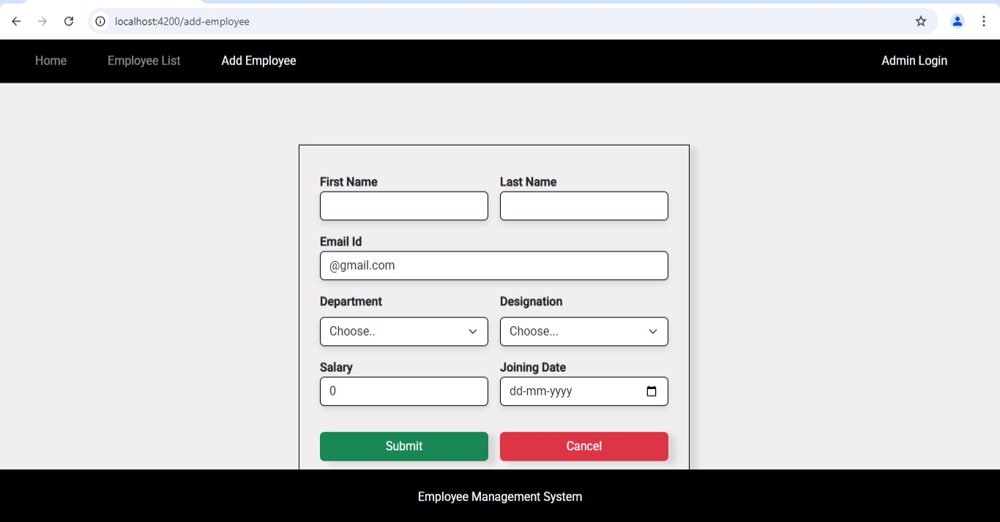 localhost:4200/add-employee
Home Employee List Add Employee Admin Login
First Name Last Name
Email Id
@gmail.com
Department Designation
Choose.. Choose...
Salary Joining Date
0 dd-mm-yyyy
Submit Cancel
Employee Management System